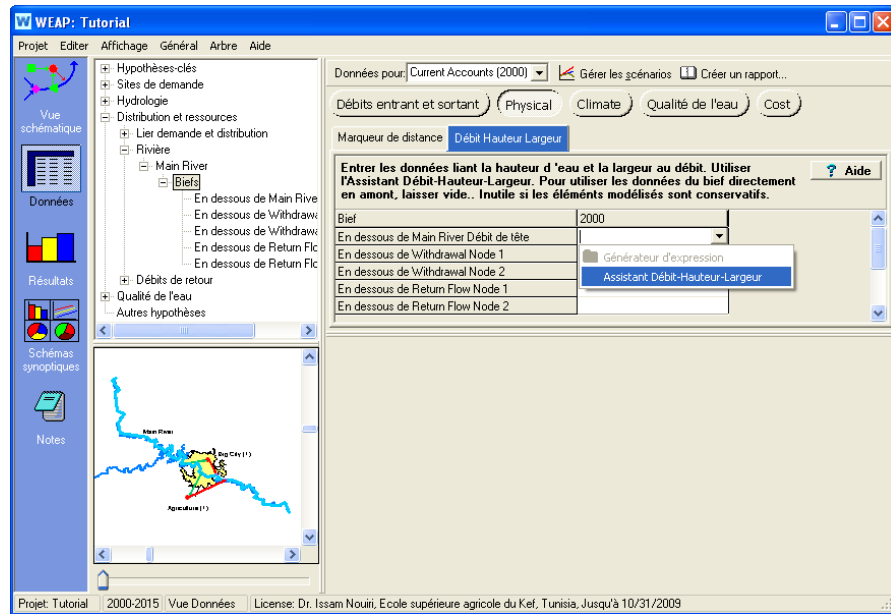 WEAP: Tutorial
Projet Editer Affichage Général Arbre Aide
Vue schématique
Données
Résultats
Schémas synoptiques
Notes
Hypothèses-clés
Sites de demande
Hydrologie
Distribution et ressources
Lier demande et distribution
Rivière
Main River
Biefs
En dessous de Main Rive
En dessous de Withdrawa
En dessous de Withdrawa
En dessous de Return Flc
En dessous de Return Flc
Débits de retour
Qualité de l'eau
Autres hypothèses
Main River
Big City (1)
Agriculture (1)
Données pour: Current Accounts (2000) Gérer les scénarios Créer un rapport...
Débits entrant et sortant Physical Climate Qualité de l'eau Cost
Marqueur de distance Débit Hauteur Largeur
Entrer les données liant la hauteur d 'eau et la largeur au débit. Utiliser
l'Assistant Débit-Hauteur-Largeur. Pour utiliser les données du bief directement
en amont, laisser vide.. Inutile si les éléments modélisés sont conservatifs.
? Aide
Bief 2000
En dessous de Main River Débit de tête
En dessous de Withdrawal Node 1
En dessous de Withdrawal Node 2
En dessous de Return Flow Node 1
En dessous de Return Flow Node 2
Générateur d'expression
Assistant Débit-Hauteur-Largeur
Projet: Tutorial 2000-2015 Vue Données License: Dr. Issam Nouiri, Ecole supérieure agricole du Kef, Tunisia, Jusqu'à 10/31/2009